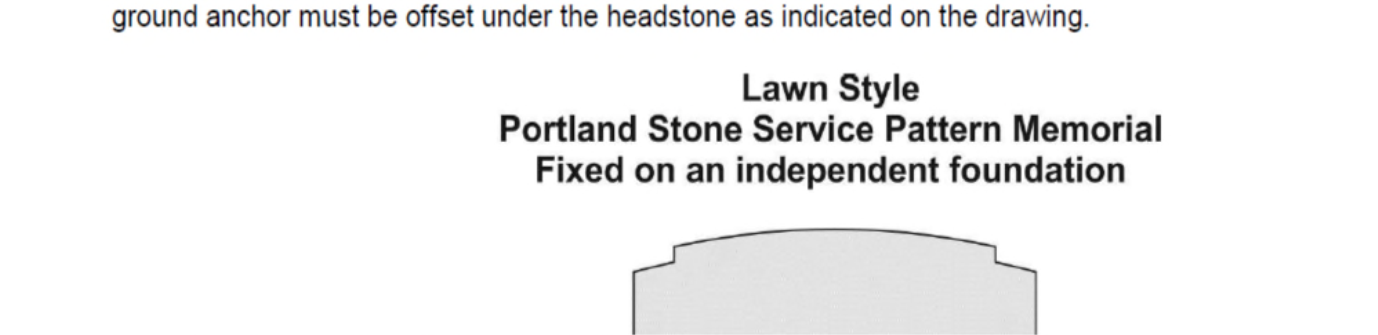 ground anchor must be offset under the headstone as indicated on the drawing.
Lawn Style
Portland Stone Service Pattern Memorial
Fixed on an independent foundation